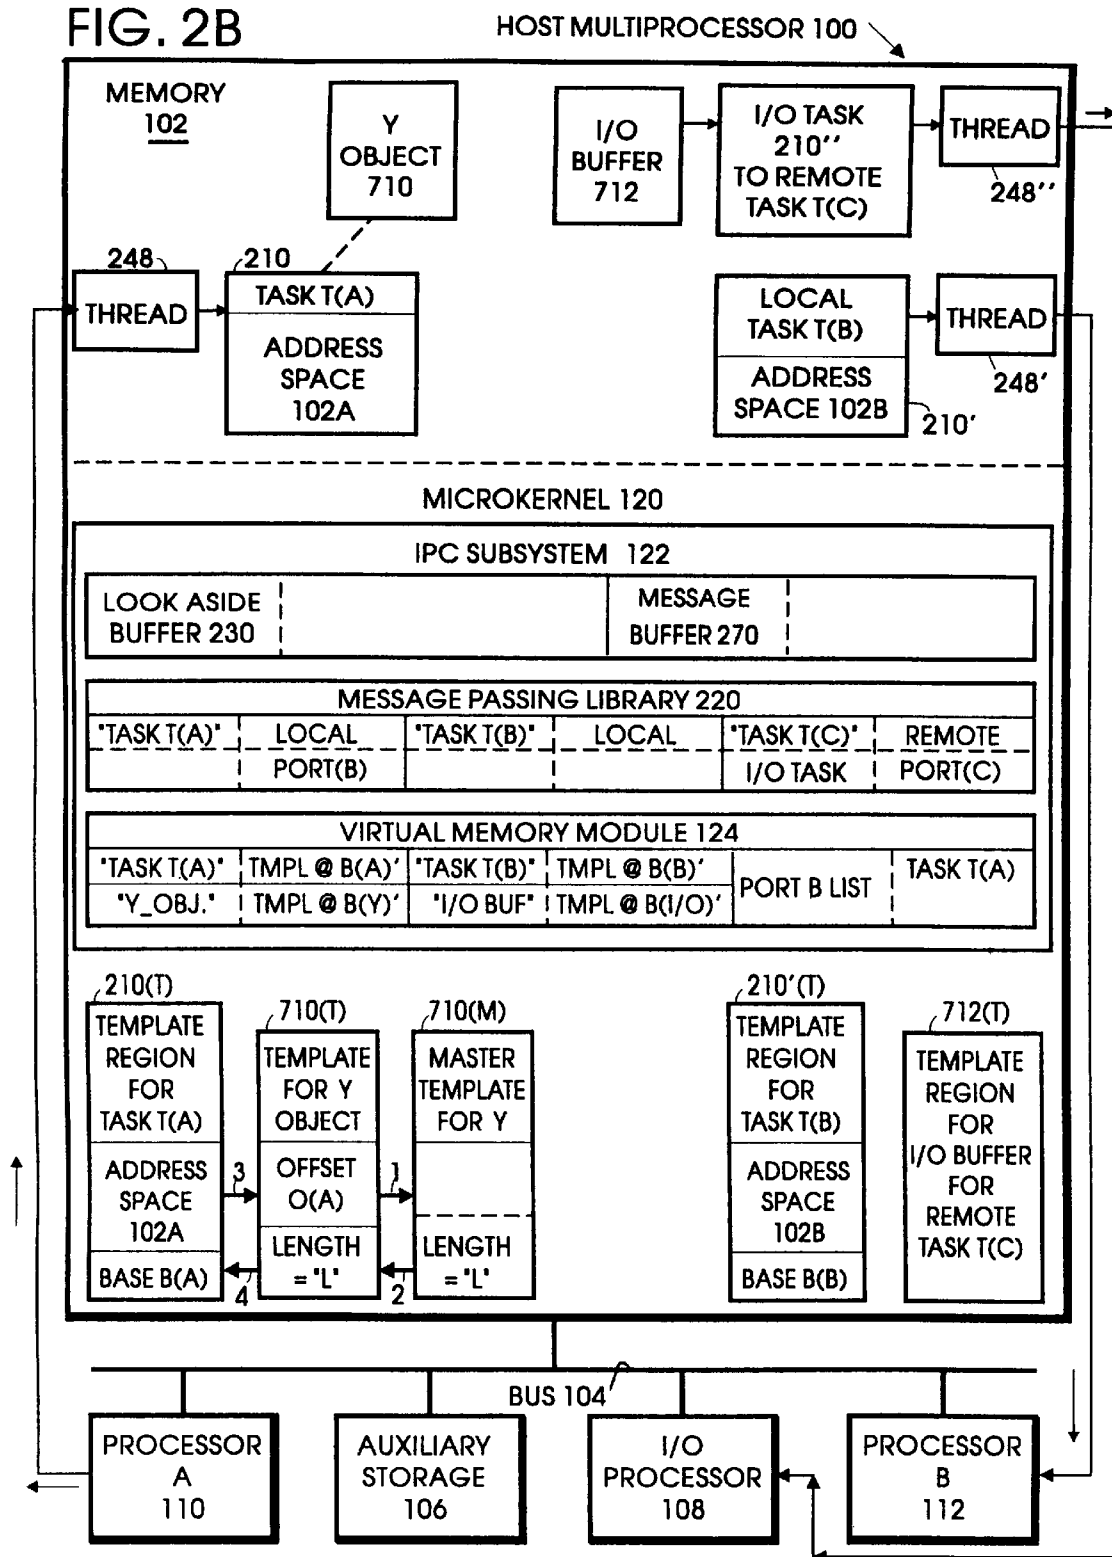 FIG. 2B
HOST MULTIPROCESSOR 100
MEMORY
102
Y
OBJECT
710
I/O
BUFFER
712
I/O TASK
210''
TO REMOTE
TASK T(C)
THREAD
248''
248
THREAD
210
TASK T(A)
ADDRESS
SPACE
102A
LOCAL
TASK T(B)
ADDRESS
SPACE 102B
210'
THREAD
248'
MICROKERNEL 120
IPC SUBSYSTEM 122
LOOK ASIDE
BUFFER 230
MESSAGE
BUFFER 270
MESSAGE PASSING LIBRARY 220
"TASK T(A)" LOCAL "TASK T(B)" LOCAL "TASK T(C)" REMOTE
PORT(B) I/O TASK PORT(C)
VIRTUAL MEMORY MODULE 124
"TASK T(A)" TMPL @ B(A)' "TASK T(B)" TMPL @ B(B)' PORT B LIST TASK T(A)
"Y_OBJ." TMPL @ B(Y)' "I/O BUF" TMPL @ B(I/O)'
210(T)
TEMPLATE
REGION
FOR
TASK T(A)
ADDRESS
SPACE
102A
BASE B(A)
3
4
710(T)
TEMPLATE
FOR Y
OBJECT
OFFSET
O(A)
LENGTH
= "L"
1
2
710(M)
MASTER
TEMPLATE
FOR Y
LENGTH
= "L"
210'(T)
TEMPLATE
REGION
FOR
TASK T(B)
ADDRESS
SPACE
102B
BASE B(B)
712(T)
TEMPLATE
REGION
FOR
I/O BUFFER
FOR
REMOTE
TASK T(C)
BUS 104
PROCESSOR
A
110
AUXILIARY
STORAGE
106
I/O
PROCESSOR
108
PROCESSOR
B
112